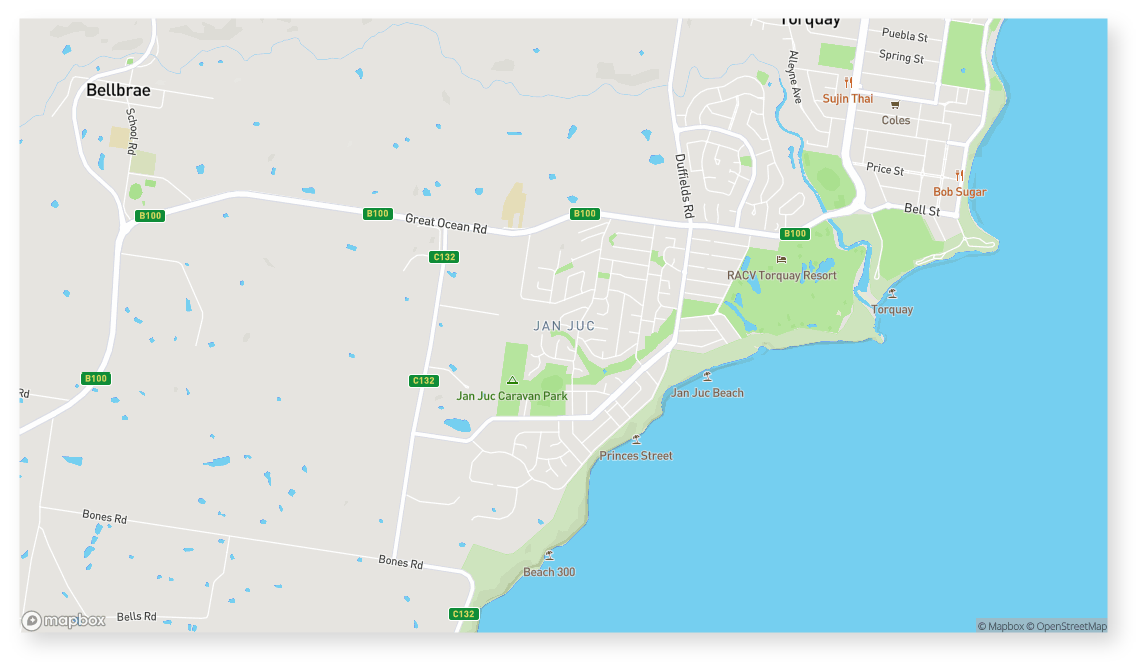 Torquay
Puebla St
Spring St
Alleyne Ave
Bellbrae
Sujin Thai
Coles
School Rd
Duffields Rd
Price St
Bob Sugar
B100
B100
Great Ocean Rd
B100
Bell St
B100
C132
RACV Torquay Resort
Torquay
JAN JUC
B100
C132
Rd
Jan Juc Caravan Park
Jan Juc Beach
Princes Street
Bones Rd
Bones Rd
Beach 300
Bells Rd
C132
mapbox
© Mapbox © OpenStreetMap